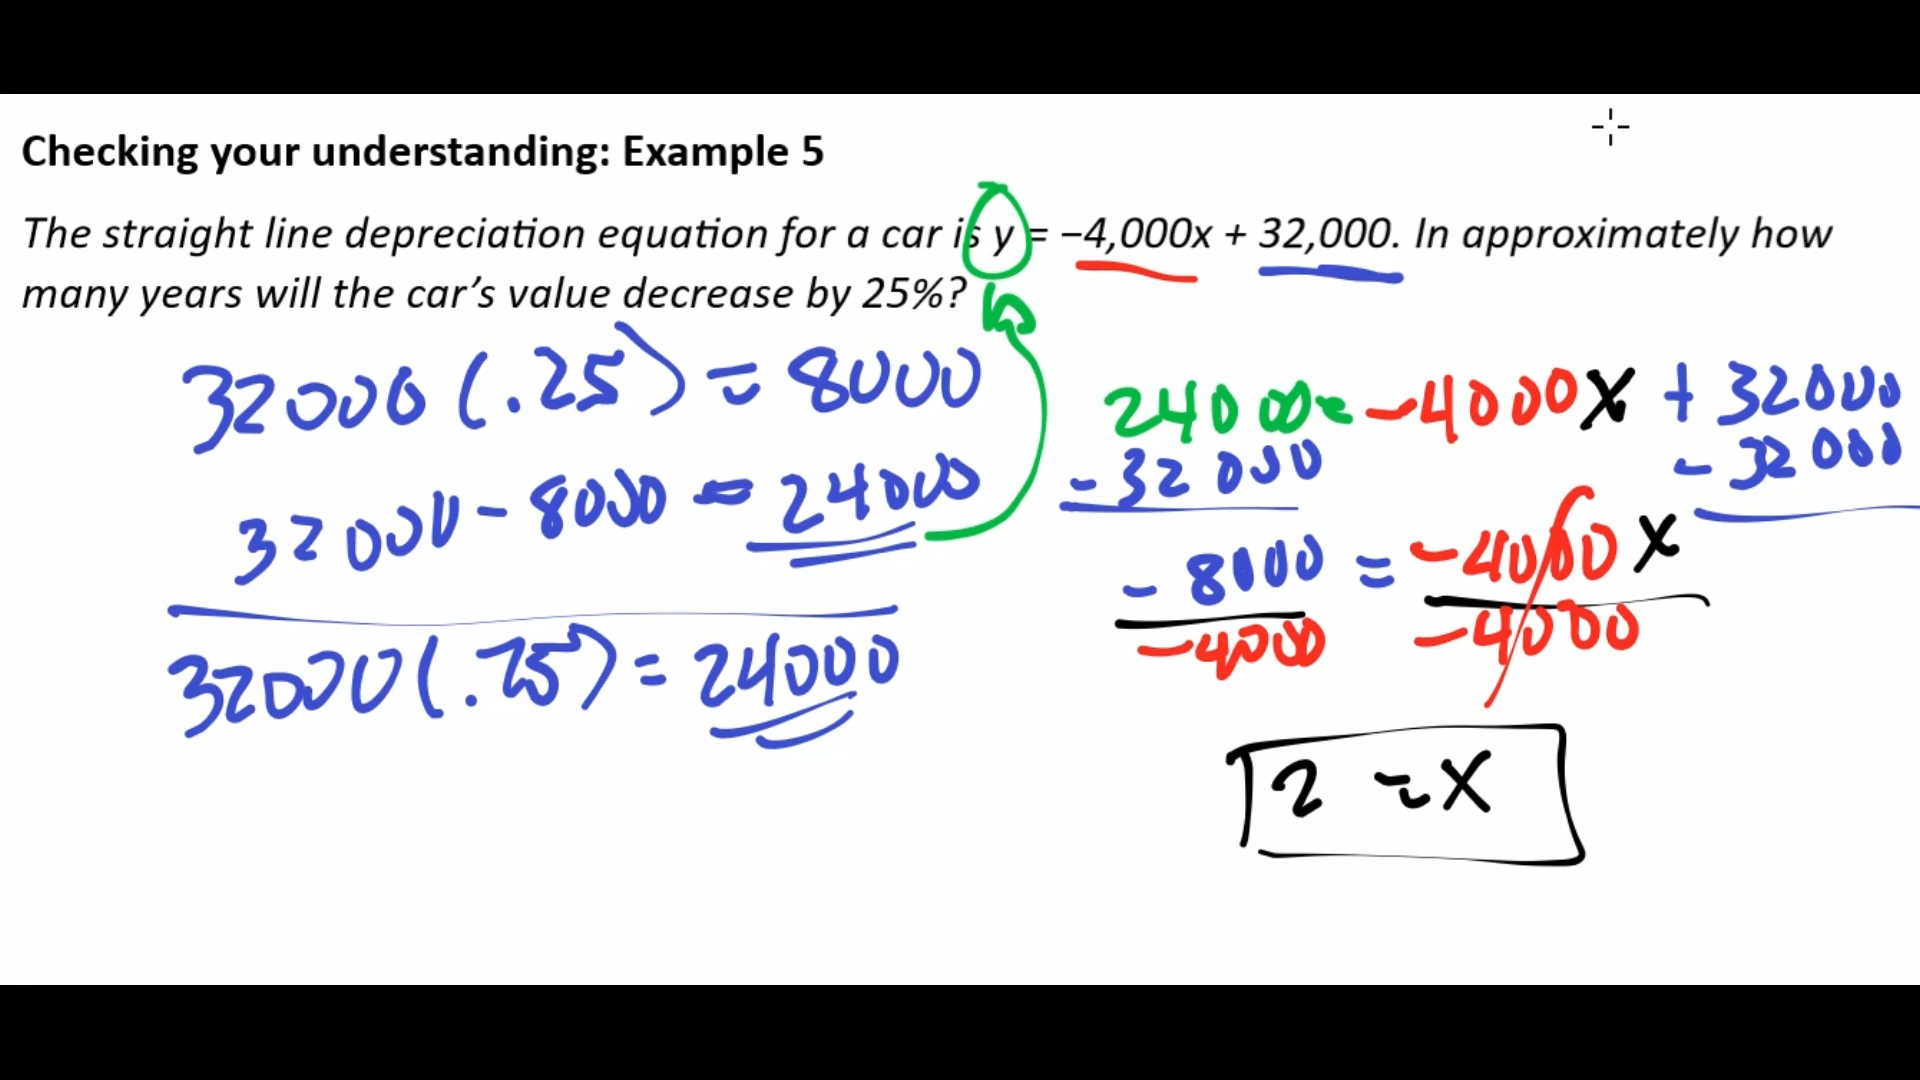 Checking your understanding: Example 5
The straight line depreciation equation for a car is y = −4,000x + 32,000. In approximately how
many years will the car’s value decrease by 25%?
32000 (.25) = 8000
32000 - 8000 = 24000
32000 (.75) = 24000
24000 = -4000x + 32000
- 32000 - 32000
- 8000 = -4000x
-4000 -4000
2 = x